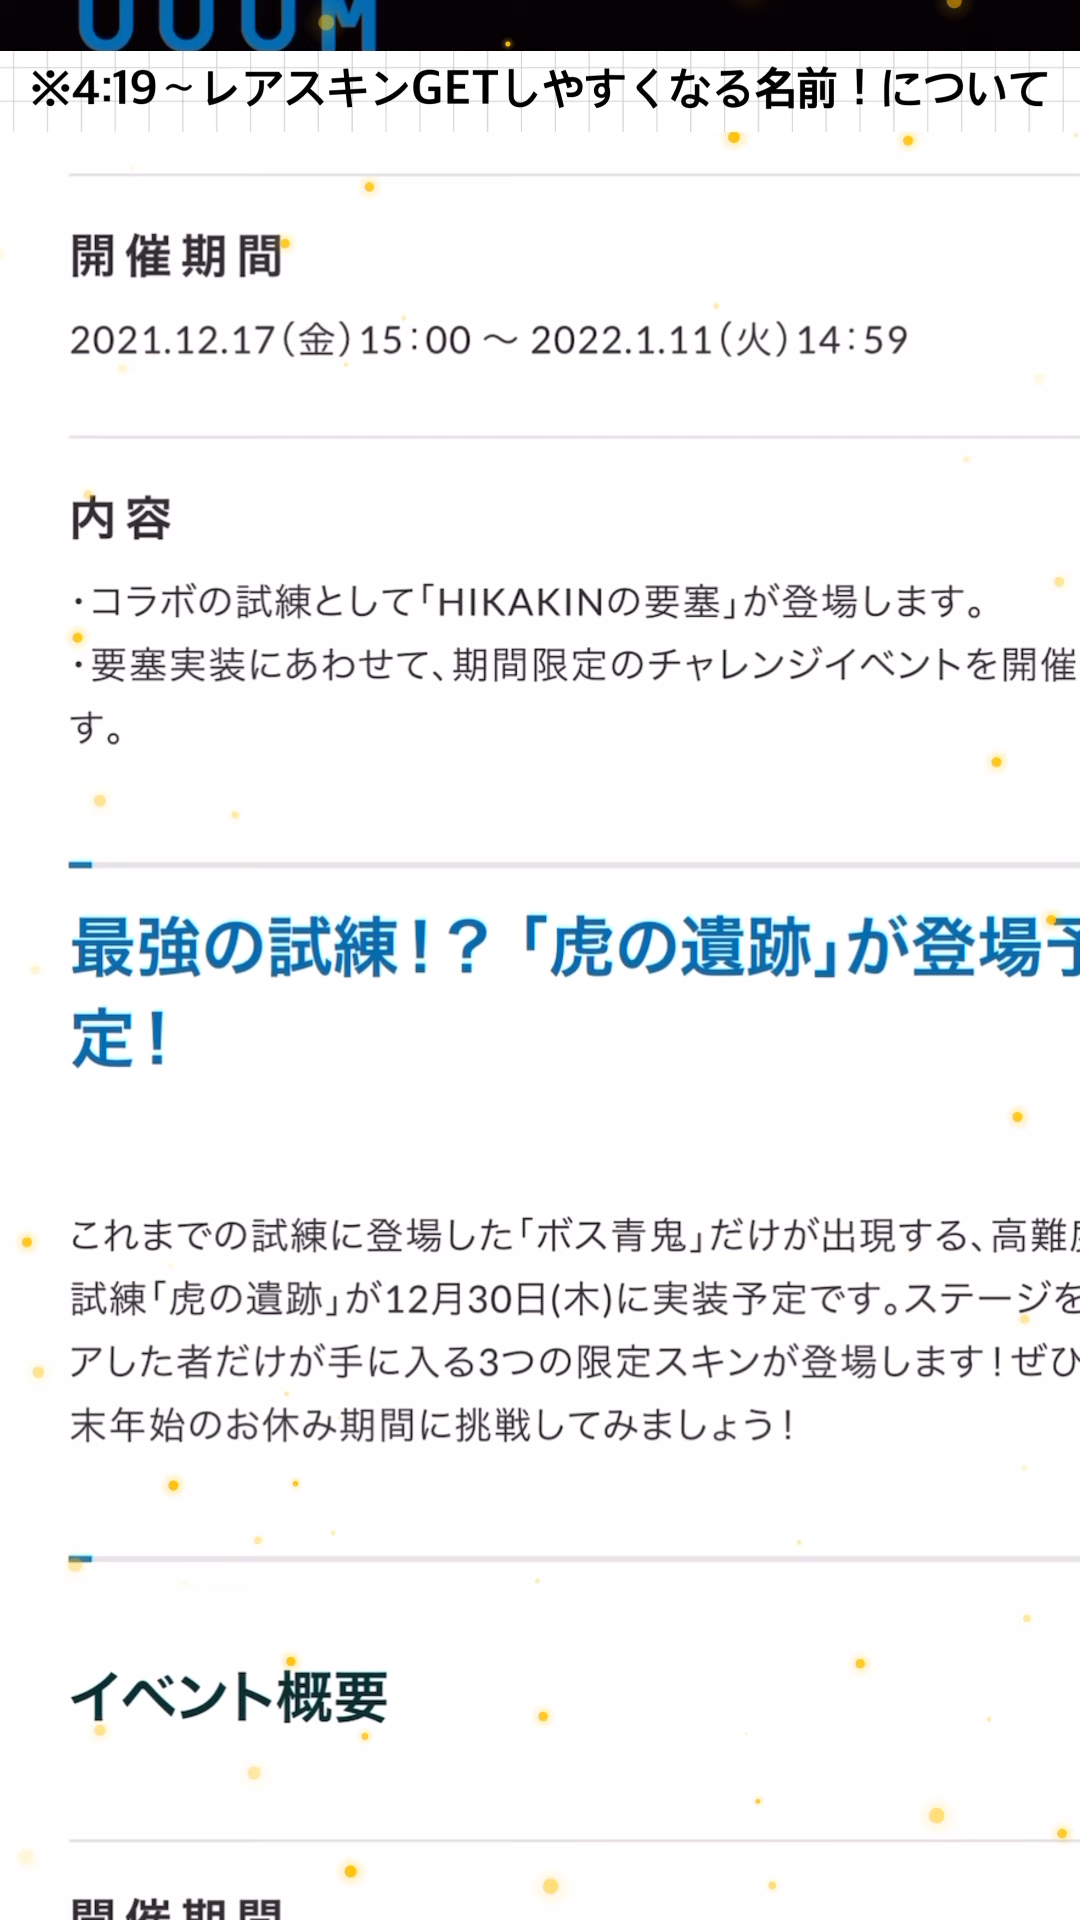 UUUM
※4:19~レアスキンGETしやすくなる名前！について
開催期間
2021.12.17（金）15：00 ～ 2022.1.11（火）14：59
内容
・コラボの試練として「HIKAKINの要塞」が登場します。
・要塞実装にあわせて、期間限定のチャレンジイベントを開催
す。
最強の試練！？「虎の遺跡」が登場予
定！
これまでの試練に登場した「ボス青鬼」だけが出現する、高難度
試練「虎の遺跡」が12月30日(木)に実装予定です。ステージを
アした者だけが手に入る3つの限定スキンが登場します！ぜひ
末年始のお休み期間に挑戦してみましょう！
イベント概要
開催期間